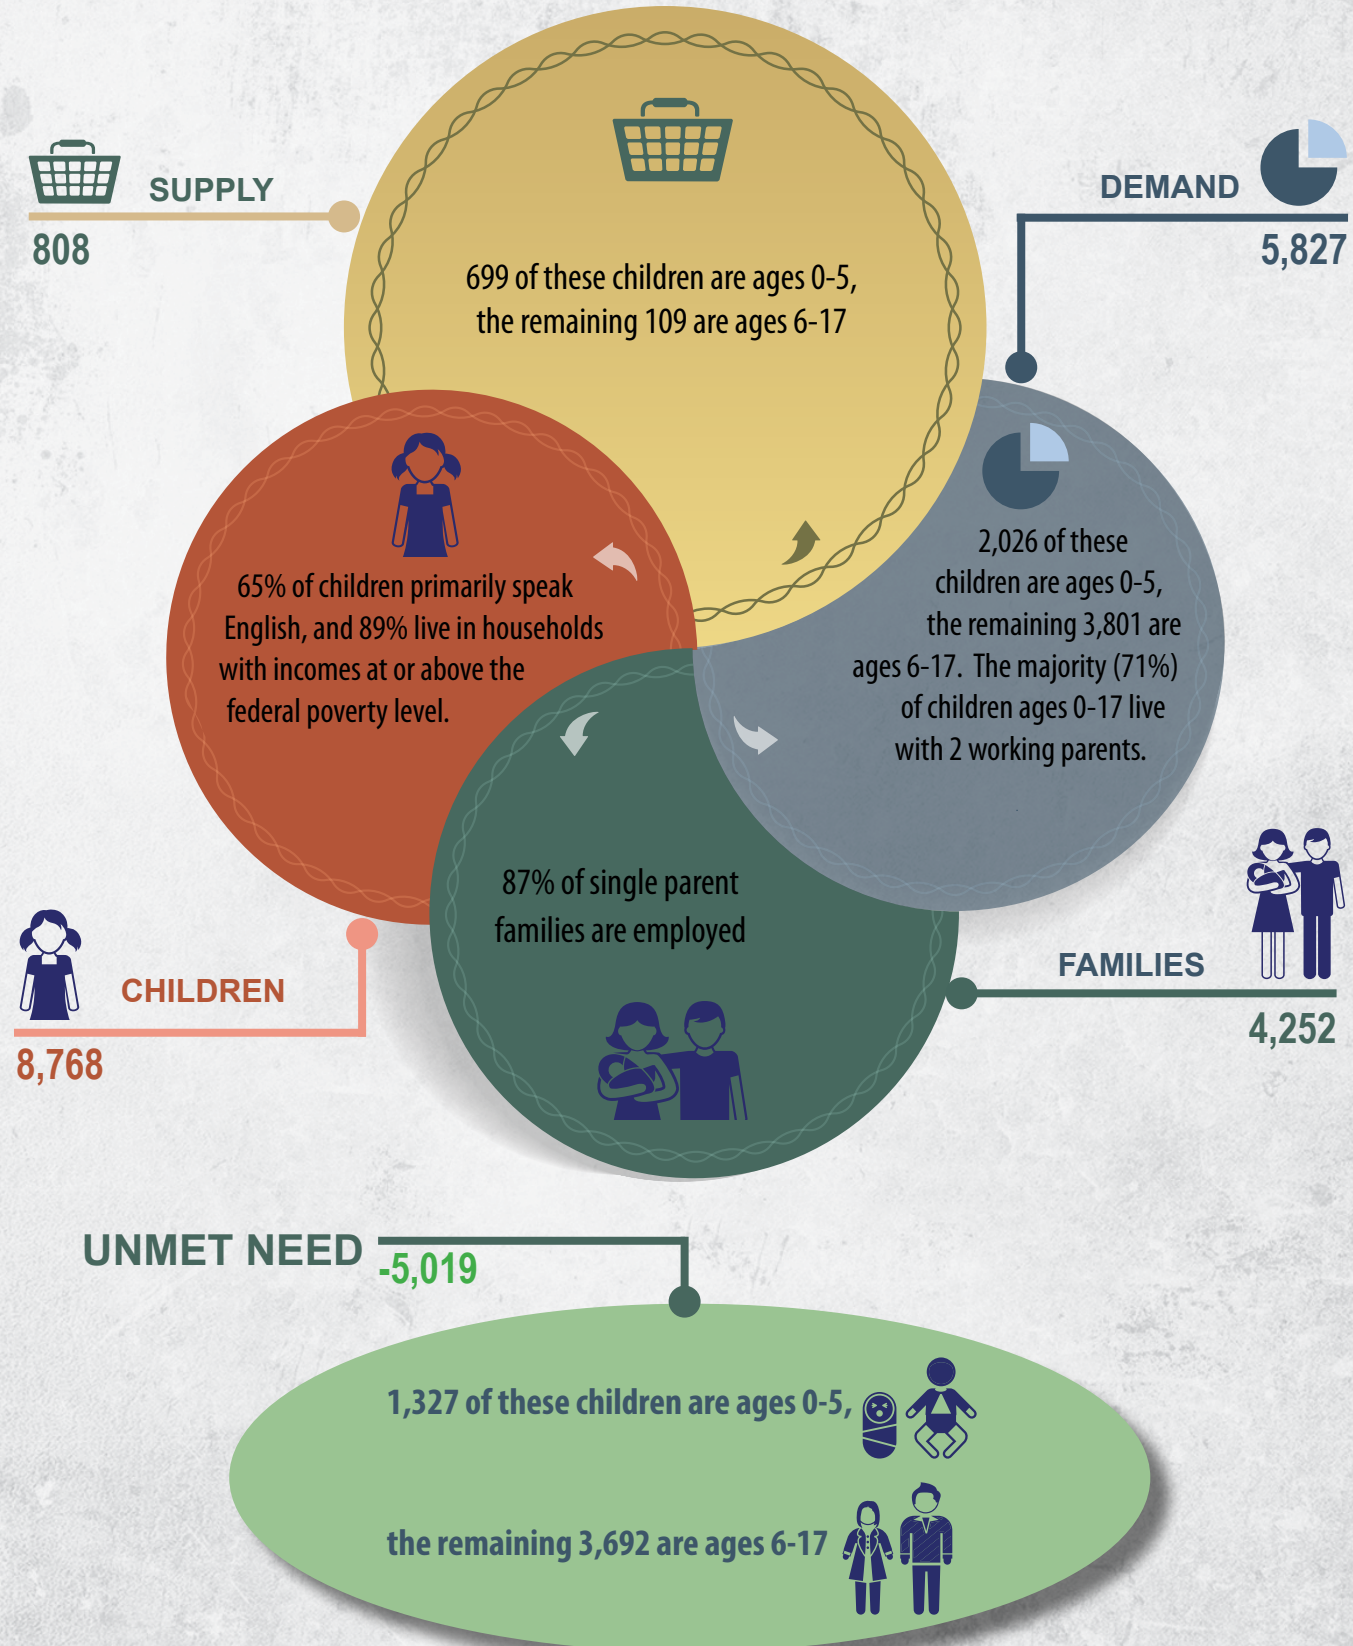 SUPPLY
808
DEMAND
5,827
699 of these children are ages 0-5,
the remaining 109 are ages 6-17
65% of children primarily speak
English, and 89% live in households
with incomes at or above the
federal poverty level.
2,026 of these
children are ages 0-5,
the remaining 3,801 are
ages 6-17. The majority (71%)
of children ages 0-17 live
with 2 working parents.
87% of single parent
families are employed
CHILDREN
8,768
FAMILIES
4,252
UNMET NEED
-5,019
1,327 of these children are ages 0-5,
the remaining 3,692 are ages 6-17